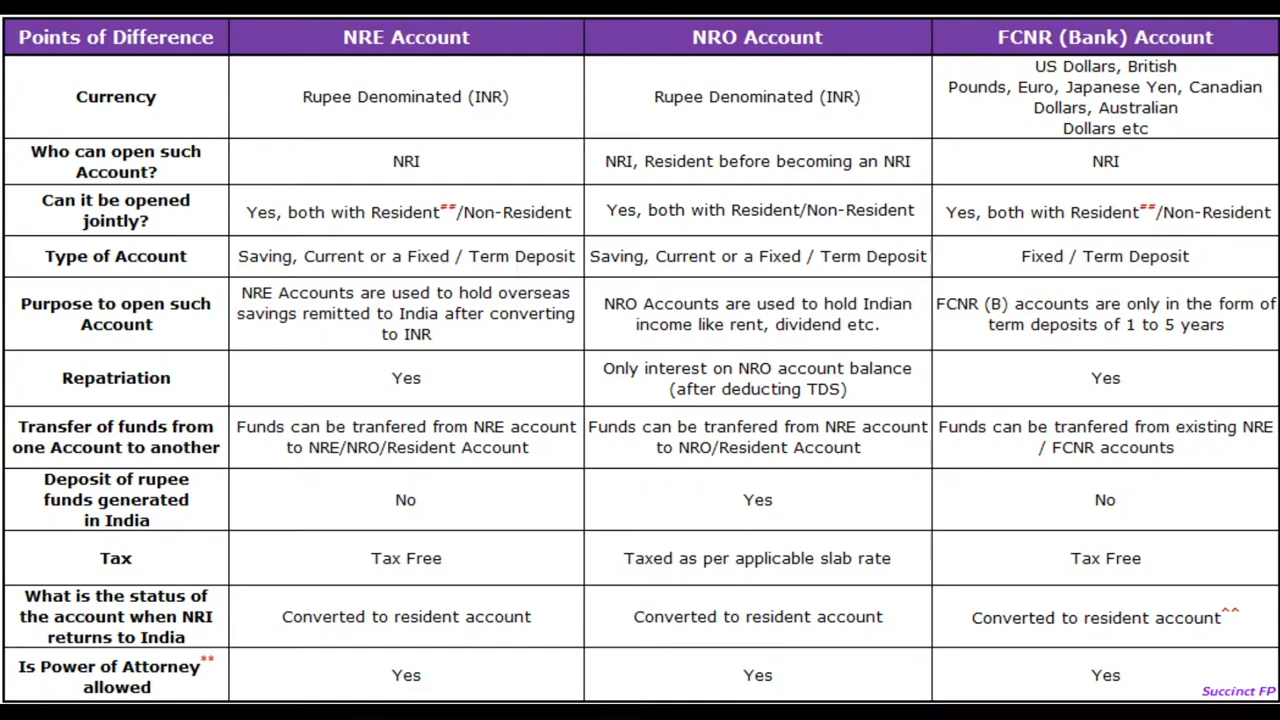 Points of Difference
NRE Account
NRO Account
FCNR (Bank) Account
Currency
Rupee Denominated (INR)
Rupee Denominated (INR)
US Dollars, British
Pounds, Euro, Japanese Yen, Canadian
Dollars, Australian
Dollars etc
Who can open such
Account?
NRI
NRI, Resident before becoming an NRI
NRI
Can it be opened
jointly?
Yes, both with Resident##/Non-Resident
Yes, both with Resident/Non-Resident
Yes, both with Resident##/Non-Resident
Type of Account
Saving, Current or a Fixed / Term Deposit
Saving, Current or a Fixed / Term Deposit
Fixed / Term Deposit
Purpose to open such
Account
NRE Accounts are used to hold overseas
savings remitted to India after converting
to INR
NRO Accounts are used to hold Indian
income like rent, dividend etc.
FCNR (B) accounts are only in the form of
term deposits of 1 to 5 years
Repatriation
Yes
Only interest on NRO account balance
(after deducting TDS)
Yes
Transfer of funds from
one Account to another
Funds can be tranfered from NRE account
to NRE/NRO/Resident Account
Funds can be tranfered from NRE account
to NRO/Resident Account
Funds can be tranfered from existing NRE
/ FCNR accounts
Deposit of rupee
funds generated
in India
No
Yes
No
Tax
Tax Free
Taxed as per applicable slab rate
Tax Free
What is the status of
the account when NRI
returns to India
Converted to resident account
Converted to resident account
Converted to resident account^^
Is Power of Attorney**
allowed
Yes
Yes
Yes
Succinct FP